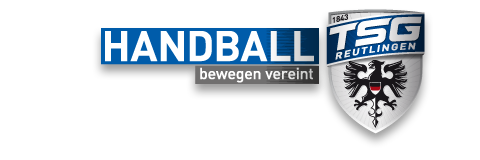 HANDBALL
bewegen vereint
1843
TSG
REUTLINGEN